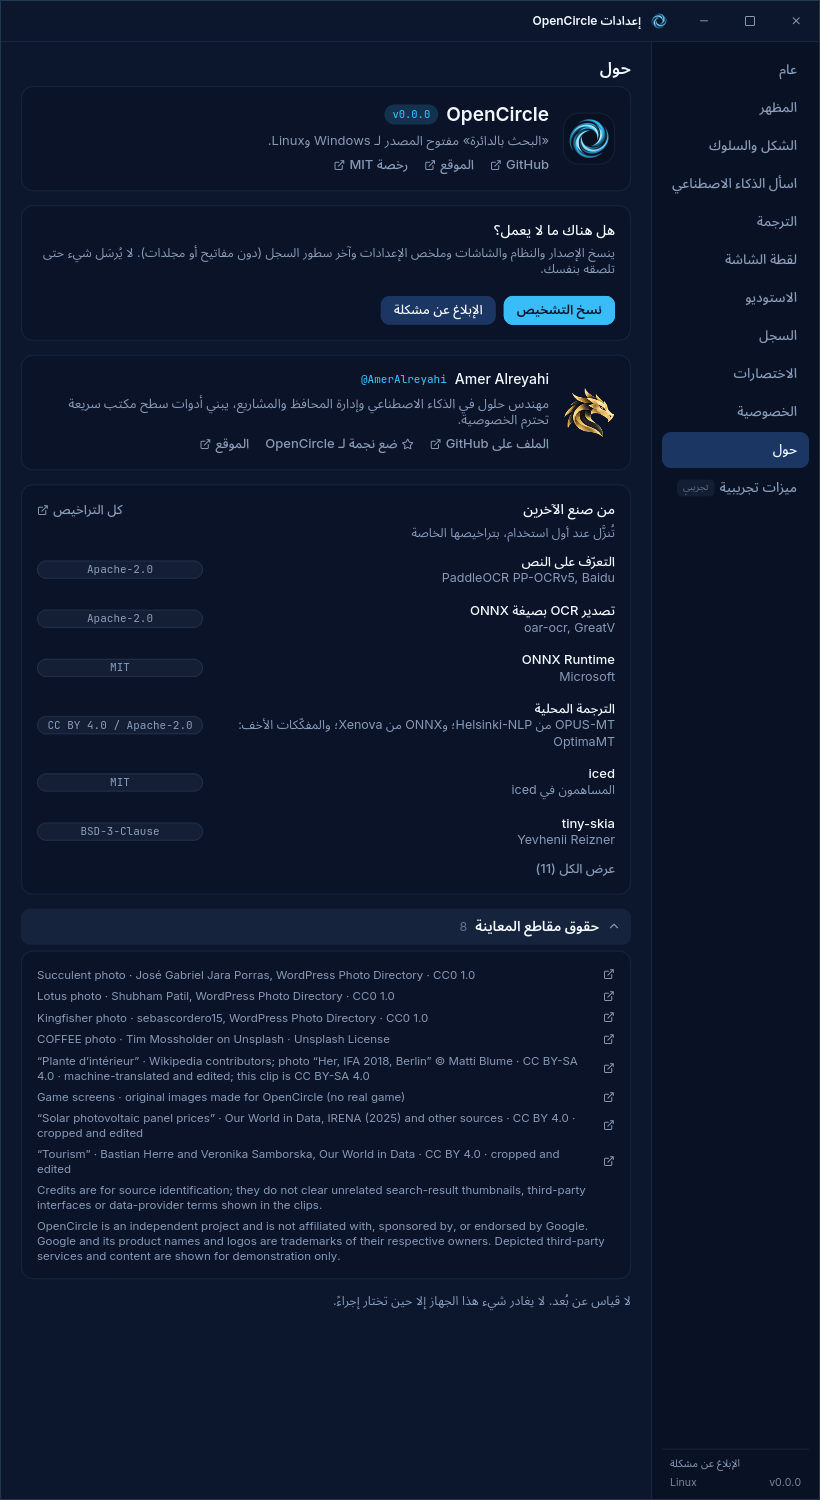 إعدادات OpenCircle
عام
المظهر
الشكل والسلوك
اسأل الذكاء الاصطناعي
الترجمة
لقطة الشاشة
الاستوديو
السجل
الاختصارات
الخصوصية
حول
ميزات تجريبية تجريبي
الإبلاغ عن مشكلة
v0.0.0 Linux
حول
OpenCircle v0.0.0
«البحث بالدائرة» مفتوح المصدر لـ Windows وLinux.
GitHub الموقع رخصة MIT
هل هناك ما لا يعمل؟
ينسخ الإصدار والنظام والشاشات وملخص الإعدادات وآخر سطور السجل (دون مفاتيح أو مجلدات). لا يُرسَل شيء حتى
تلصقه بنفسك.
نسخ التشخيص الإبلاغ عن مشكلة
Amer Alreyahi @AmerAlreyahi
مهندس حلول في الذكاء الاصطناعي وإدارة المحافظ والمشاريع، يبني أدوات سطح مكتب سريعة
تحترم الخصوصية.
الملف على GitHub ضع نجمة لـ OpenCircle الموقع
من صنع الآخرين كل التراخيص
تُنزَّل عند أول استخدام، بتراخيصها الخاصة
التعرّف على النص
PaddleOCR PP-OCRv5, Baidu
Apache-2.0
تصدير OCR بصيغة ONNX
oar-ocr, GreatV
Apache-2.0
ONNX Runtime
Microsoft
MIT
الترجمة المحلية
OPUS-MT من Helsinki-NLP؛ وONNX من Xenova؛ والمفكّكات الأخف:
OptimaMT
CC BY 4.0 / Apache-2.0
iced
المساهمون في iced
MIT
tiny-skia
Yevhenii Reizner
BSD-3-Clause
عرض الكل (11)
حقوق مقاطع المعاينة 8
Succulent photo · José Gabriel Jara Porras, WordPress Photo Directory · CC0 1.0
Lotus photo · Shubham Patil, WordPress Photo Directory · CC0 1.0
Kingfisher photo · sebascordero15, WordPress Photo Directory · CC0 1.0
COFFEE photo · Tim Mossholder on Unsplash · Unsplash License
“Plante d’intérieur” · Wikipedia contributors; photo “Her, IFA 2018, Berlin” © Matti Blume · CC BY-SA
4.0 · machine-translated and edited; this clip is CC BY-SA 4.0
Game screens · original images made for OpenCircle (no real game)
“Solar photovoltaic panel prices” · Our World in Data, IRENA (2025) and other sources · CC BY 4.0 ·
cropped and edited
“Tourism” · Bastian Herre and Veronika Samborska, Our World in Data · CC BY 4.0 · cropped and
edited
Credits are for source identification; they do not clear unrelated search-result thumbnails, third-party
interfaces or data-provider terms shown in the clips.
OpenCircle is an independent project and is not affiliated with, sponsored by, or endorsed by Google.
Google and its product names and logos are trademarks of their respective owners. Depicted third-party
services and content are shown for demonstration only.
لا قياس عن بُعد. لا يغادر شيء هذا الجهاز إلا حين تختار إجراءً.